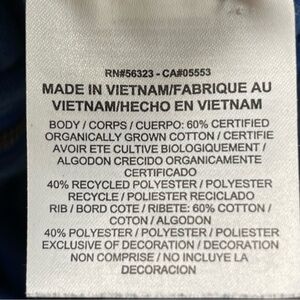 RN#56323 - CA#05553
MADE IN VIETNAM/FABRIQUE AU
VIETNAM/HECHO EN VIETNAM
BODY / CORPS / CUERPO: 60% CERTIFIED
ORGANICALLY GROWN COTTON / CERTIFIE
AVOIR ETE CULTIVE BIOLOGIQUEMENT /
ALGODON CRECIDO ORGANICAMENTE
CERTIFICADO
40% RECYCLED POLYESTER / POLYESTER
RECYCLE / POLIESTER RECICLADO
RIB / BORD COTE / RIBETE: 60% COTTON /
COTON / ALGODON
40% POLYESTER / POLYESTER / POLIESTER
EXCLUSIVE OF DECORATION / DECORATION
NON COMPRISE / NO INCLUYE LA
DECORACION